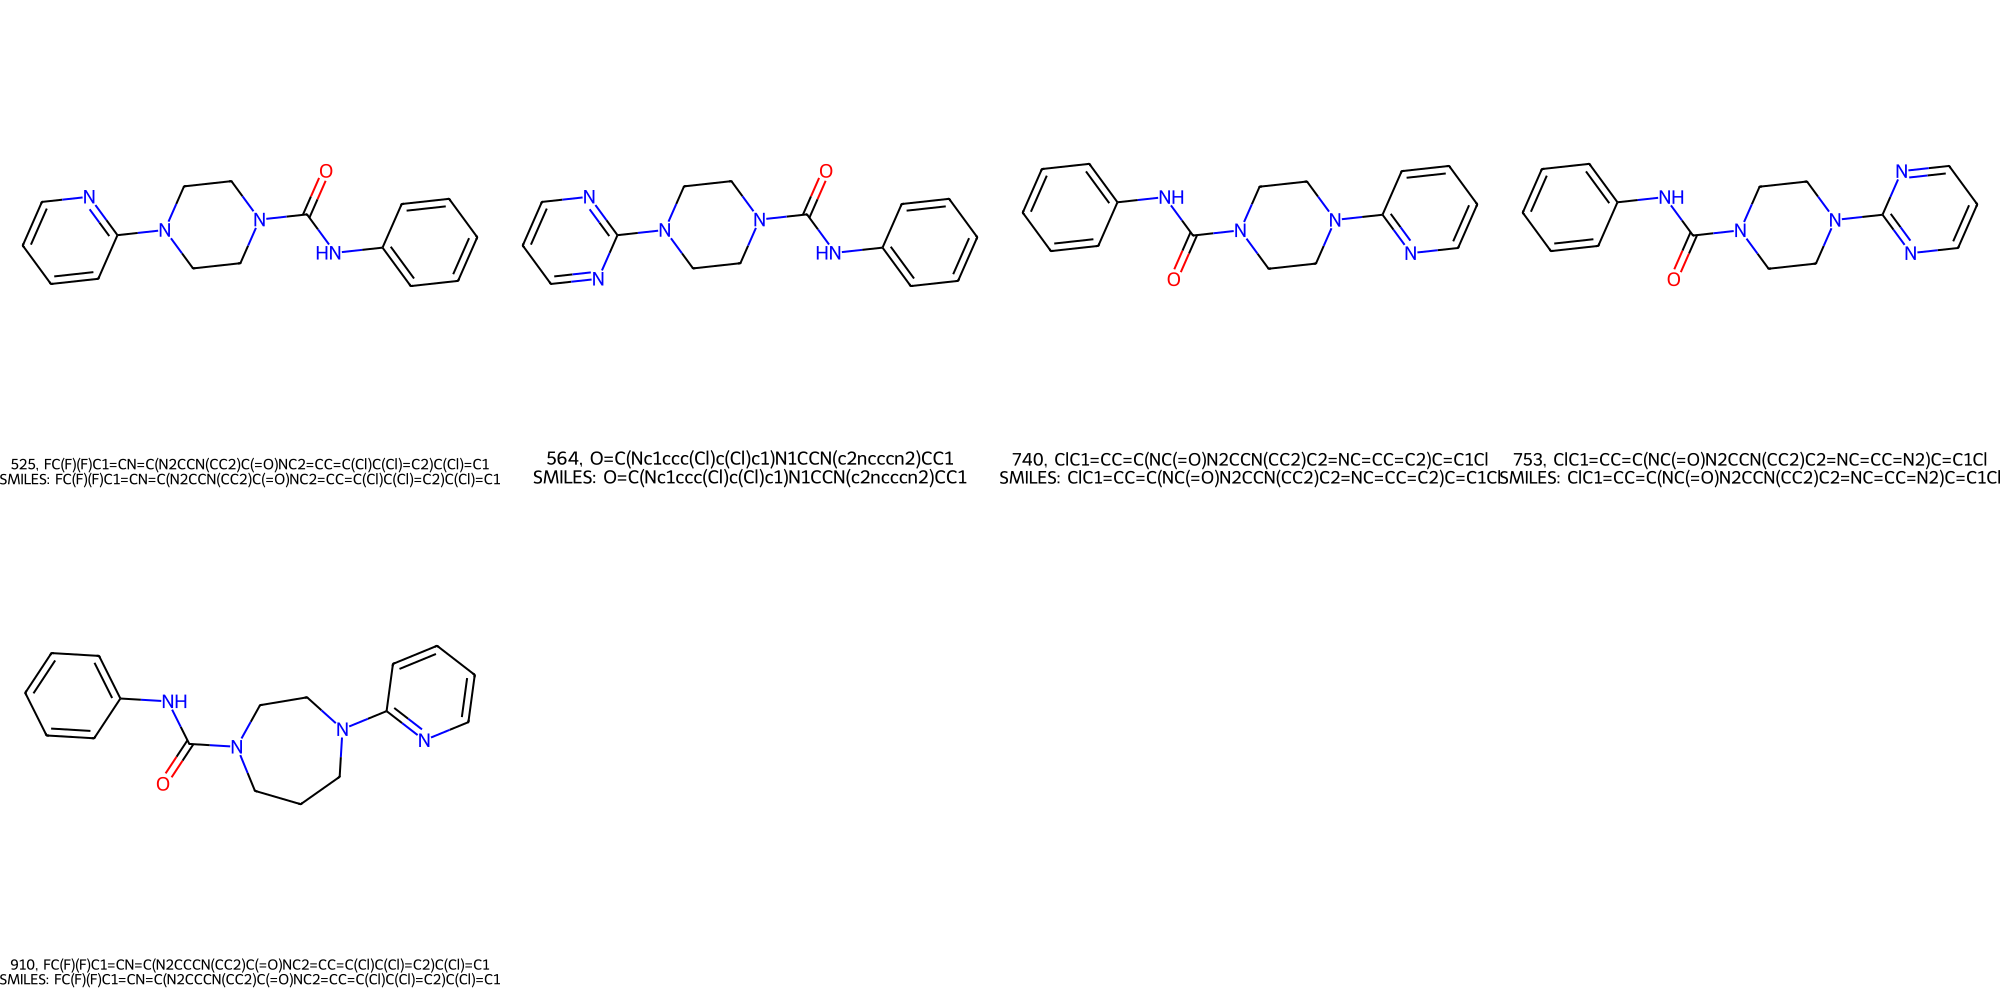 O
N
N
N
HN
O
N
N
N
N
HN
NH
N
N
N
O
NH
N
N
N
N
O
525, FC(F)(F)C1=CN=C(N2CCN(CC2)C(=O)NC2=CC=C(Cl)C(Cl)=C2)C(Cl)=C1
SMILES: FC(F)(F)C1=CN=C(N2CCN(CC2)C(=O)NC2=CC=C(Cl)C(Cl)=C2)C(Cl)=C1
564, O=C(Nc1ccc(Cl)c(Cl)c1)N1CCN(c2ncccn2)CC1
SMILES: O=C(Nc1ccc(Cl)c(Cl)c1)N1CCN(c2ncccn2)CC1
740, ClC1=CC=C(NC(=O)N2CCN(CC2)C2=NC=CC=C2)C=C1Cl
SMILES: ClC1=CC=C(NC(=O)N2CCN(CC2)C2=NC=CC=C2)C=C1Cl
753, ClC1=CC=C(NC(=O)N2CCN(CC2)C2=NC=CC=N2)C=C1Cl
SMILES: ClC1=CC=C(NC(=O)N2CCN(CC2)C2=NC=CC=N2)C=C1Cl
NH
N
N
N
O
910, FC(F)(F)C1=CN=C(N2CCCN(CC2)C(=O)NC2=CC=C(Cl)C(Cl)=C2)C(Cl)=C1
SMILES: FC(F)(F)C1=CN=C(N2CCCN(CC2)C(=O)NC2=CC=C(Cl)C(Cl)=C2)C(Cl)=C1